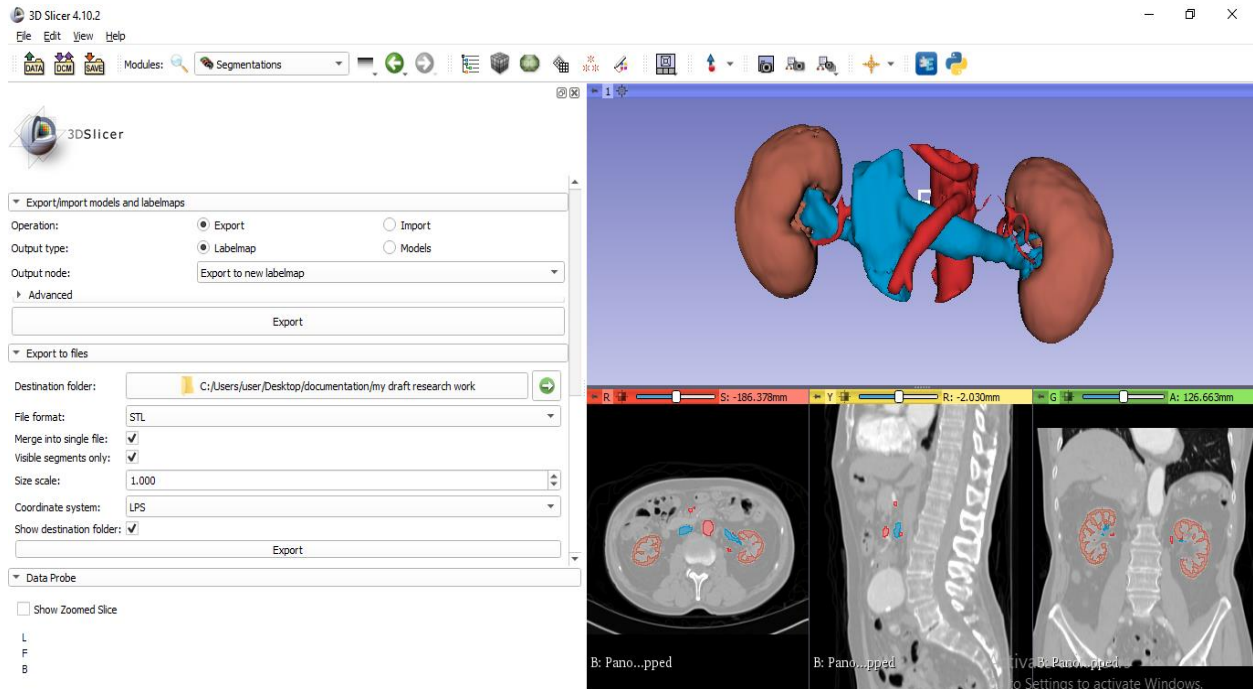 3D Slicer 4.10.2
File Edit View Help
DATA DCM SAVE Modules: Segmentations
3DSlicer
1
Export/import models and labelmaps
Operation: Export Import
Output type: Labelmap Models
Output node: Export to new labelmap
Advanced
Export
Export to files
Destination folder: C:/Users/user/Desktop/documentation/my draft research work
File format: STL
Merge into single file:
Visible segments only:
Size scale: 1.000
Coordinate system: LPS
Show destination folder:
Export
Data Probe
Show Zoomed Slice
L
F
B
R S: -186.378mm Y R: -2.030mm G A: 126.663mm
B: Pano...pped B: Pano...pped B: Pano...pped
to Settings to activate Windows.